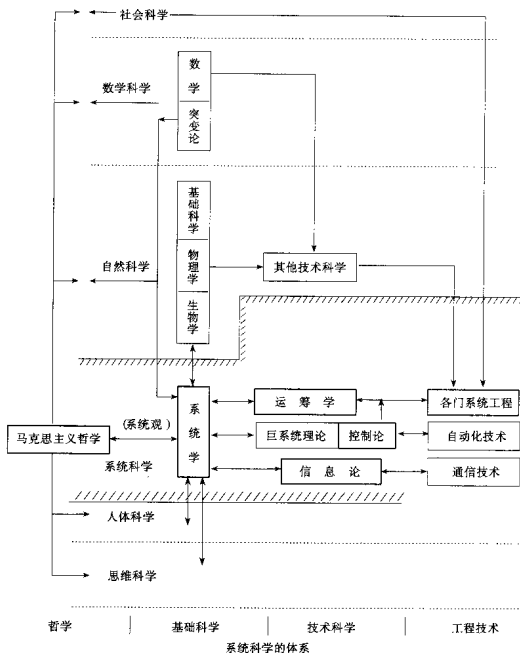 社会科学
数学科学
数学
突变论
基础科学
物理学
生物学
自然科学
其他技术科学
系统学
运筹学
各门系统工程
(系统观)
马克思主义哲学
巨系统理论
控制论
自动化技术
系统科学
信息论
通信技术
人体科学
思维科学
哲学
基础科学
技术科学
工程技术
系统科学的体系